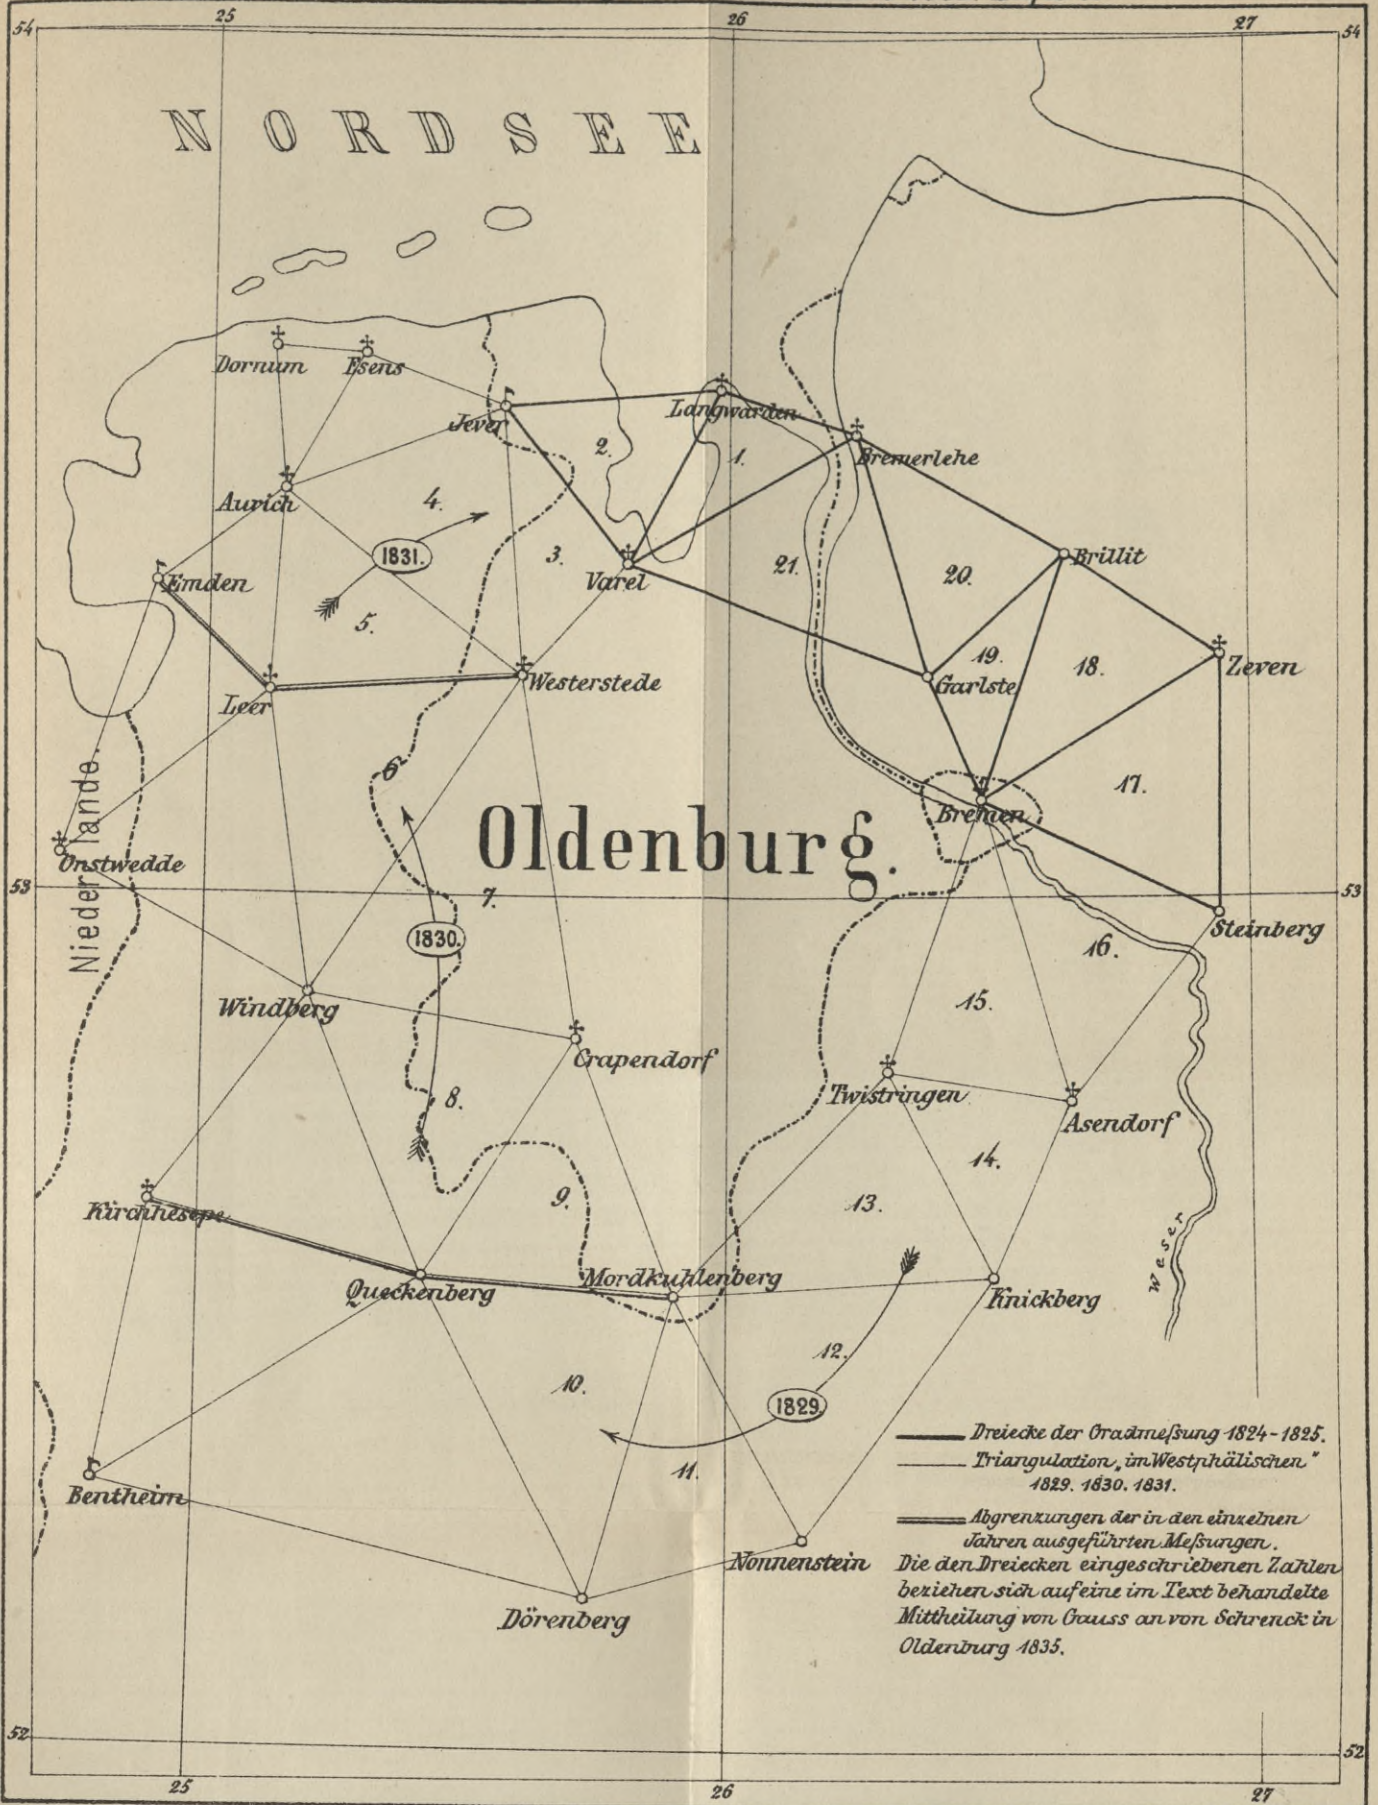 25 26 27
54 54
NORDSEE
Dornum Esens
Jever Langwarden
2. 1. Bremerlehe
Aurich 4.
1831. 3. 21. Brillit
Emden Varel 20.
5. 19. 18. Zeven
Westerstede Garlste
Leer
6 17.
Niederlande. Oldenburg. Bremen
Onstwedde
53 7. 53
Steinberg
1830. 16.
Windberg 15.
Crapendorf
8. Twistringen Asendorf
14.
Kirchhesepe 9. 13.
Weser
Queckenberg Mordkuhlenberg Knickberg
12.
10. 1829.
11.
Bentheim
Nonnenstein
Dörenberg
Dreiecke der Gradmeſsung 1824-1825.
Triangulation „im Westphälischen"
1829. 1830. 1831.
Abgrenzungen der in den einzelnen
Jahren ausgeführten Meſsungen.
Die den Dreiecken eingeschriebenen Zahlen
beziehen sich auf eine im Text behandelte
Mittheilung von Gauss an von Schrenck in
Oldenburg 1835.
52 52
25 26 27